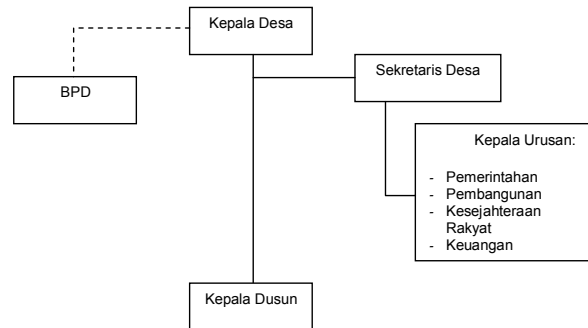 Kepala Desa
BPD
Sekretaris Desa
Kepala Urusan:
- Pemerintahan
- Pembangunan
- Kesejahteraan
Rakyat
- Keuangan
Kepala Dusun